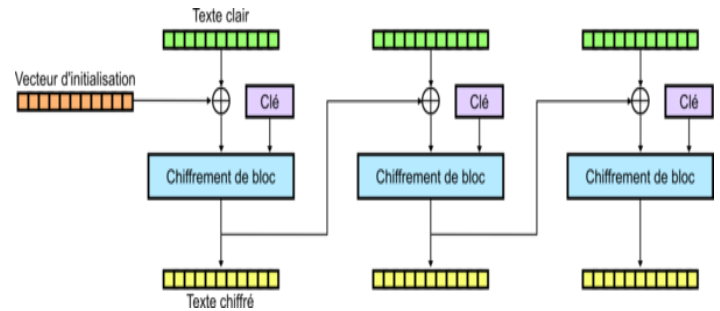 Texte clair
Vecteur d'initialisation
Clé
Clé
Clé
Chiffrement de bloc
Chiffrement de bloc
Chiffrement de bloc
Texte chiffré